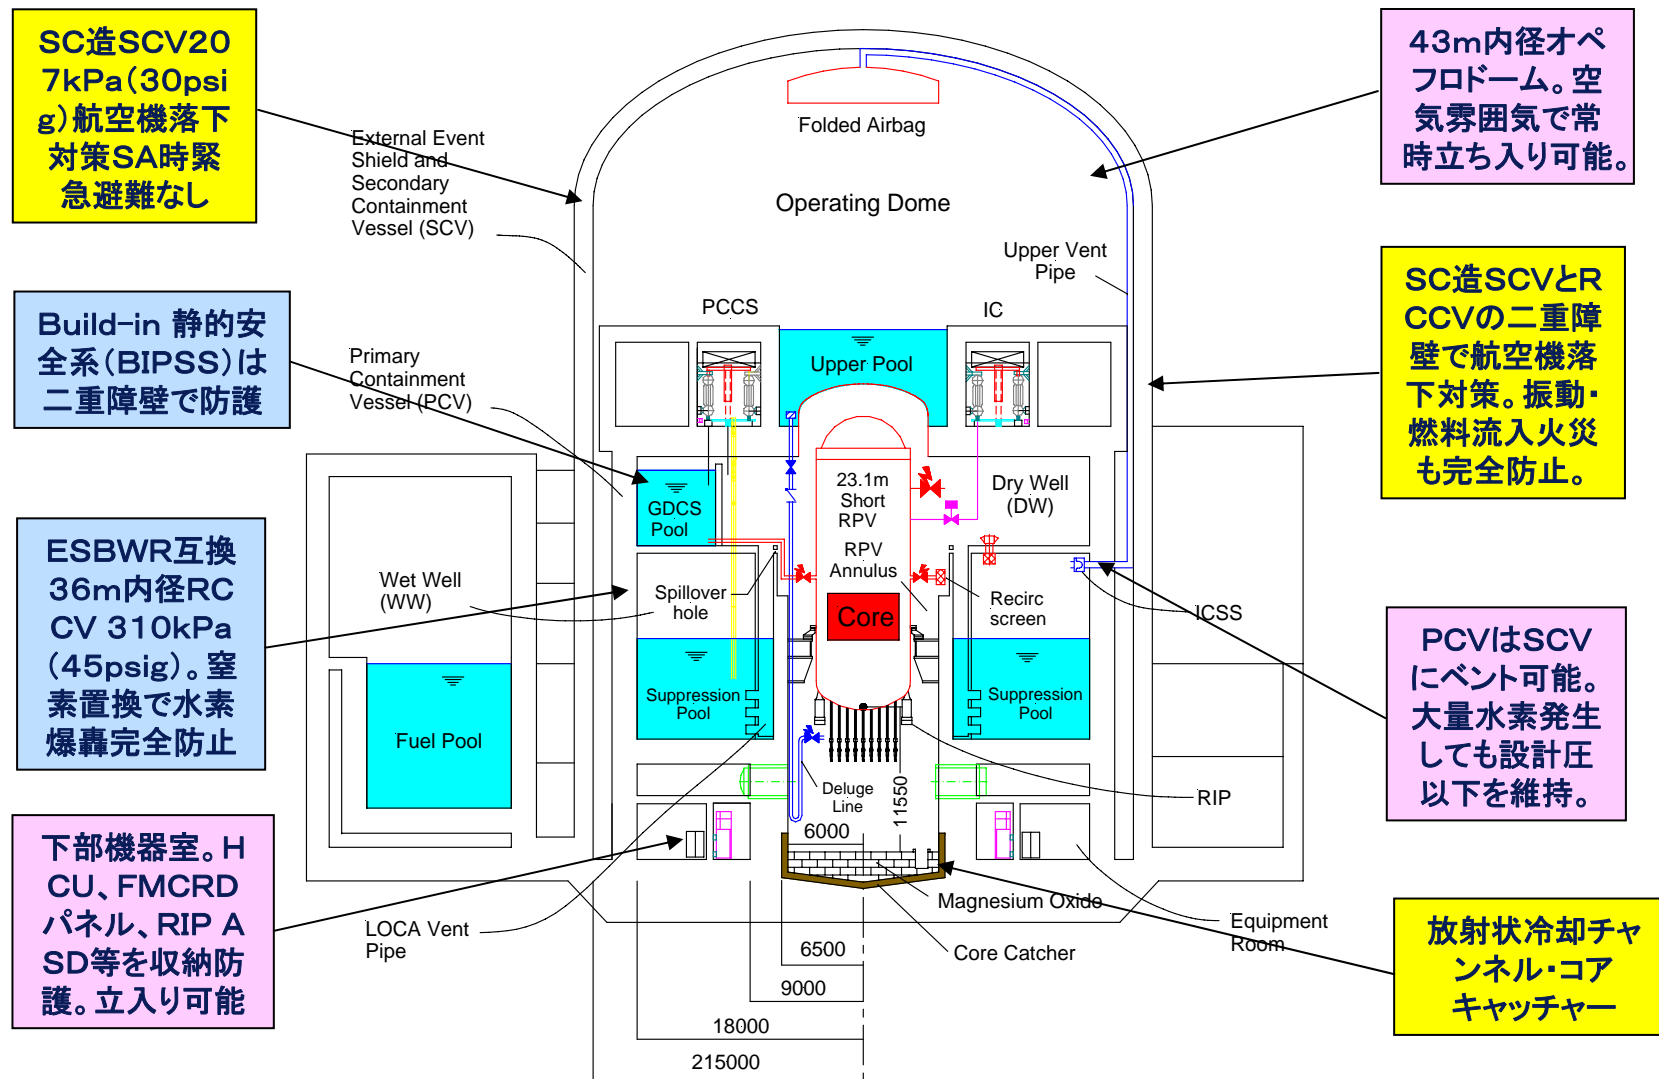 SC造SCV20
7kPa(30psi
g)航空機落下
対策SA時緊
急避難なし
Build-in 静的安
全系(BIPSS)は
二重障壁で防護
ESBWR互換
36m内径RC
CV 310kPa
(45psig)。窒
素置換で水素
爆轟完全防止
下部機器室。H
CU、FMCRD
パネル、RIP A
SD等を収納防
護。立入り可能
External Event
Shield and
Secondary
Containment
Vessel (SCV)
Primary
Containment
Vessel (PCV)
Wet Well
(WW)
Fuel Pool
LOCA Vent
Pipe
Folded Airbag
Operating Dome
Upper Vent
Pipe
PCCS
IC
Upper Pool
GDCS
Pool
23.1m
Short
RPV
RPV
Annulus
Dry Well
(DW)
Spillover
hole
Core
Recirc
screen
ICSS
Suppression
Pool
Suppression
Pool
Deluge
Line
11550
RIP
6000
Magnesium Oxide
Core Catcher
Equipment
Room
6500
9000
18000
215000
43m内径オペ
フロドーム。空
気雰囲気で常
時立ち入り可能。
SC造SCVとR
CCVの二重障
壁で航空機落
下対策。振動・
燃料流入火災
も完全防止。
PCVはSCV
にベント可能。
大量水素発生
しても設計圧
以下を維持。
放射状冷却チャ
ンネル・コア
キャッチャー